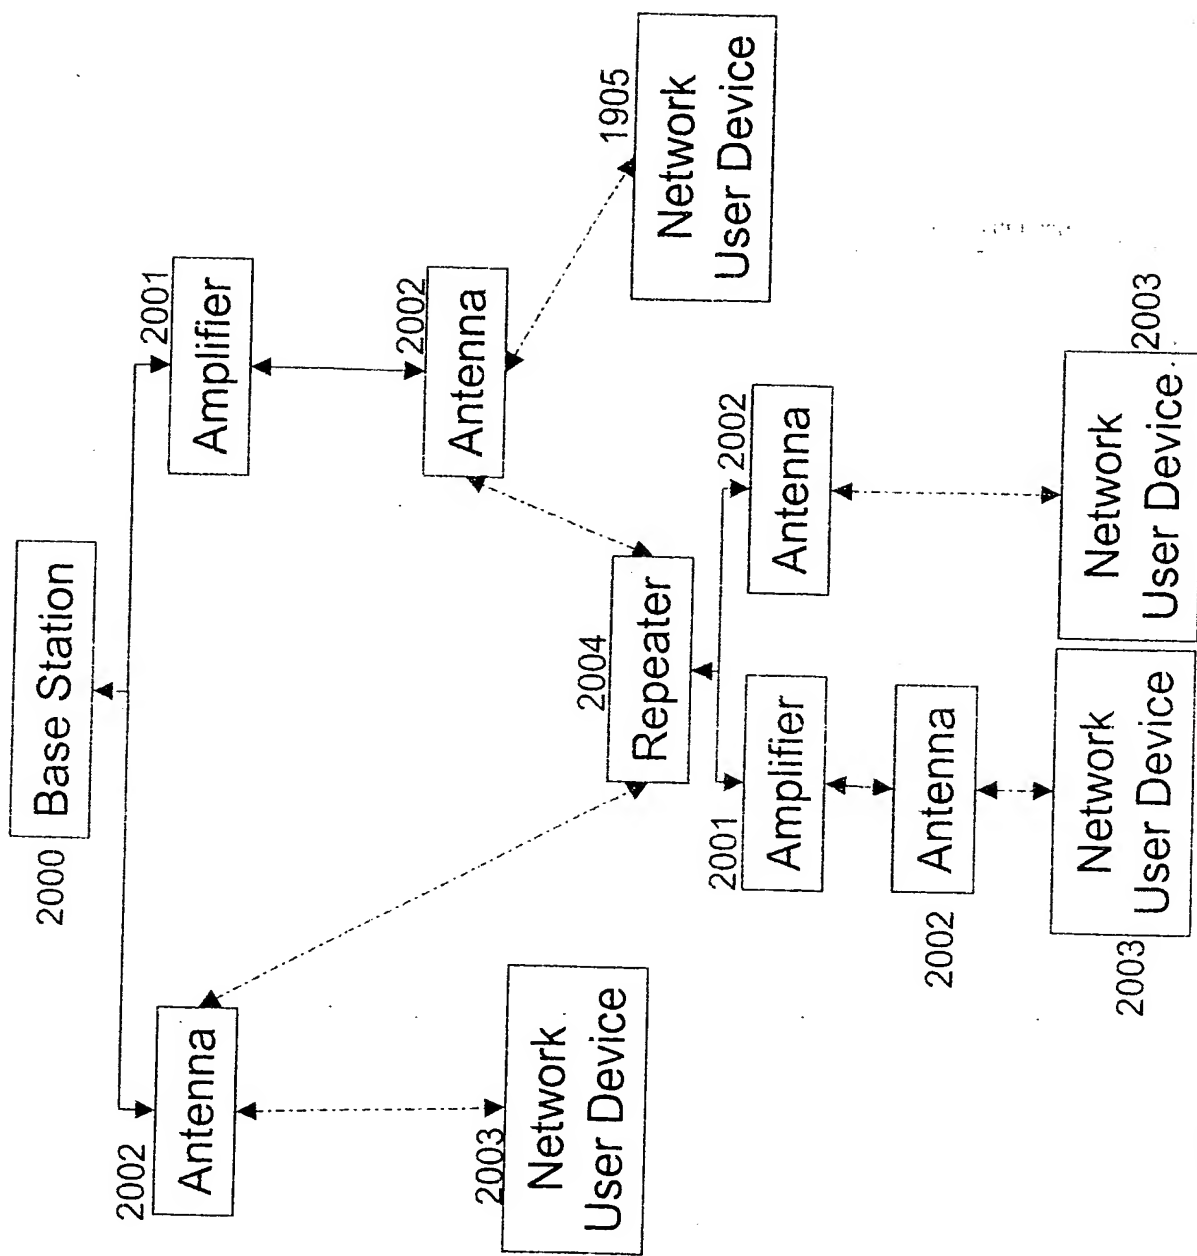 2000 Base Station
2002
2001
Antenna
Amplifier
2002
Antenna
2003
Network
User Device
2004
Repeater
1905
Network
User Device
2001
Amplifier
2002
Antenna
2002
Antenna
2003
Network
User Device
Network
User Device
2003